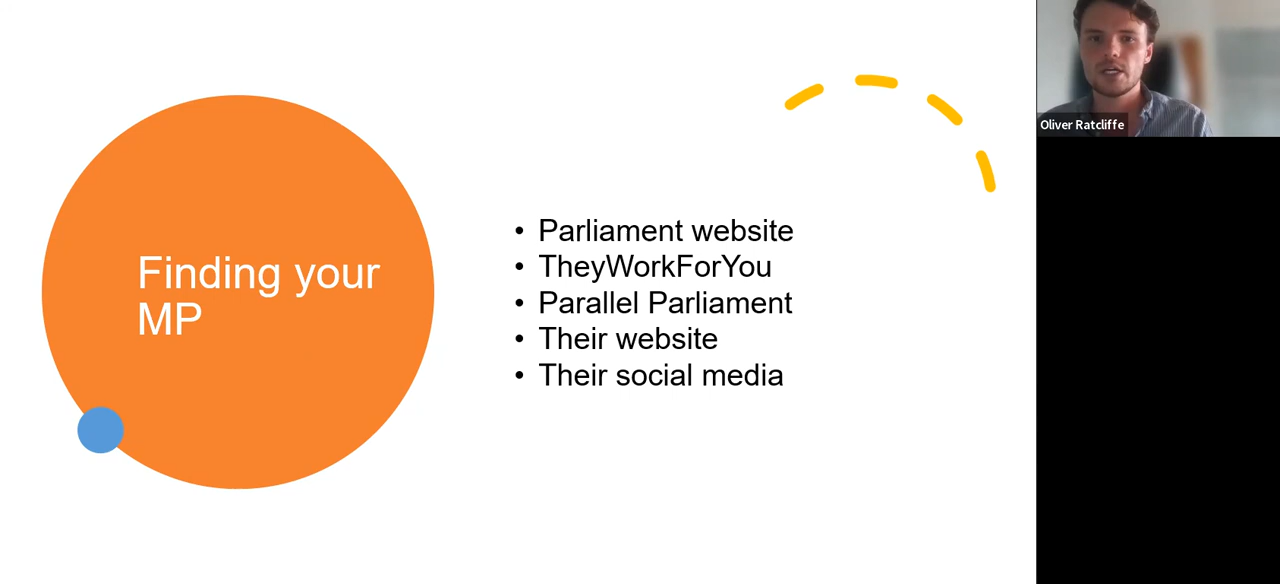 Finding your
MP
• Parliament website
• TheyWorkForYou
• Parallel Parliament
• Their website
• Their social media
Oliver Ratcliffe